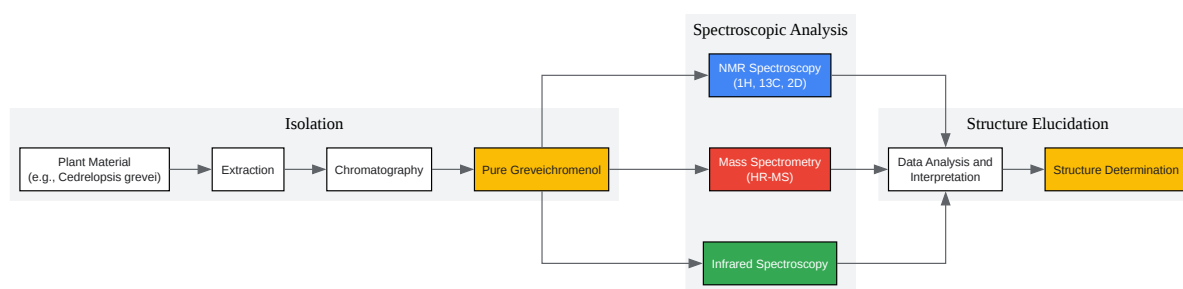 Spectroscopic Analysis
NMR Spectroscopy
(1H, 13C, 2D)
Isolation
Structure Elucidation
Plant Material
(e.g., Cedrelopsis grevei)
Extraction
Chromatography
Pure Greveichromenol
Mass Spectrometry
(HR-MS)
Data Analysis and
Interpretation
Structure Determination
Infrared Spectroscopy